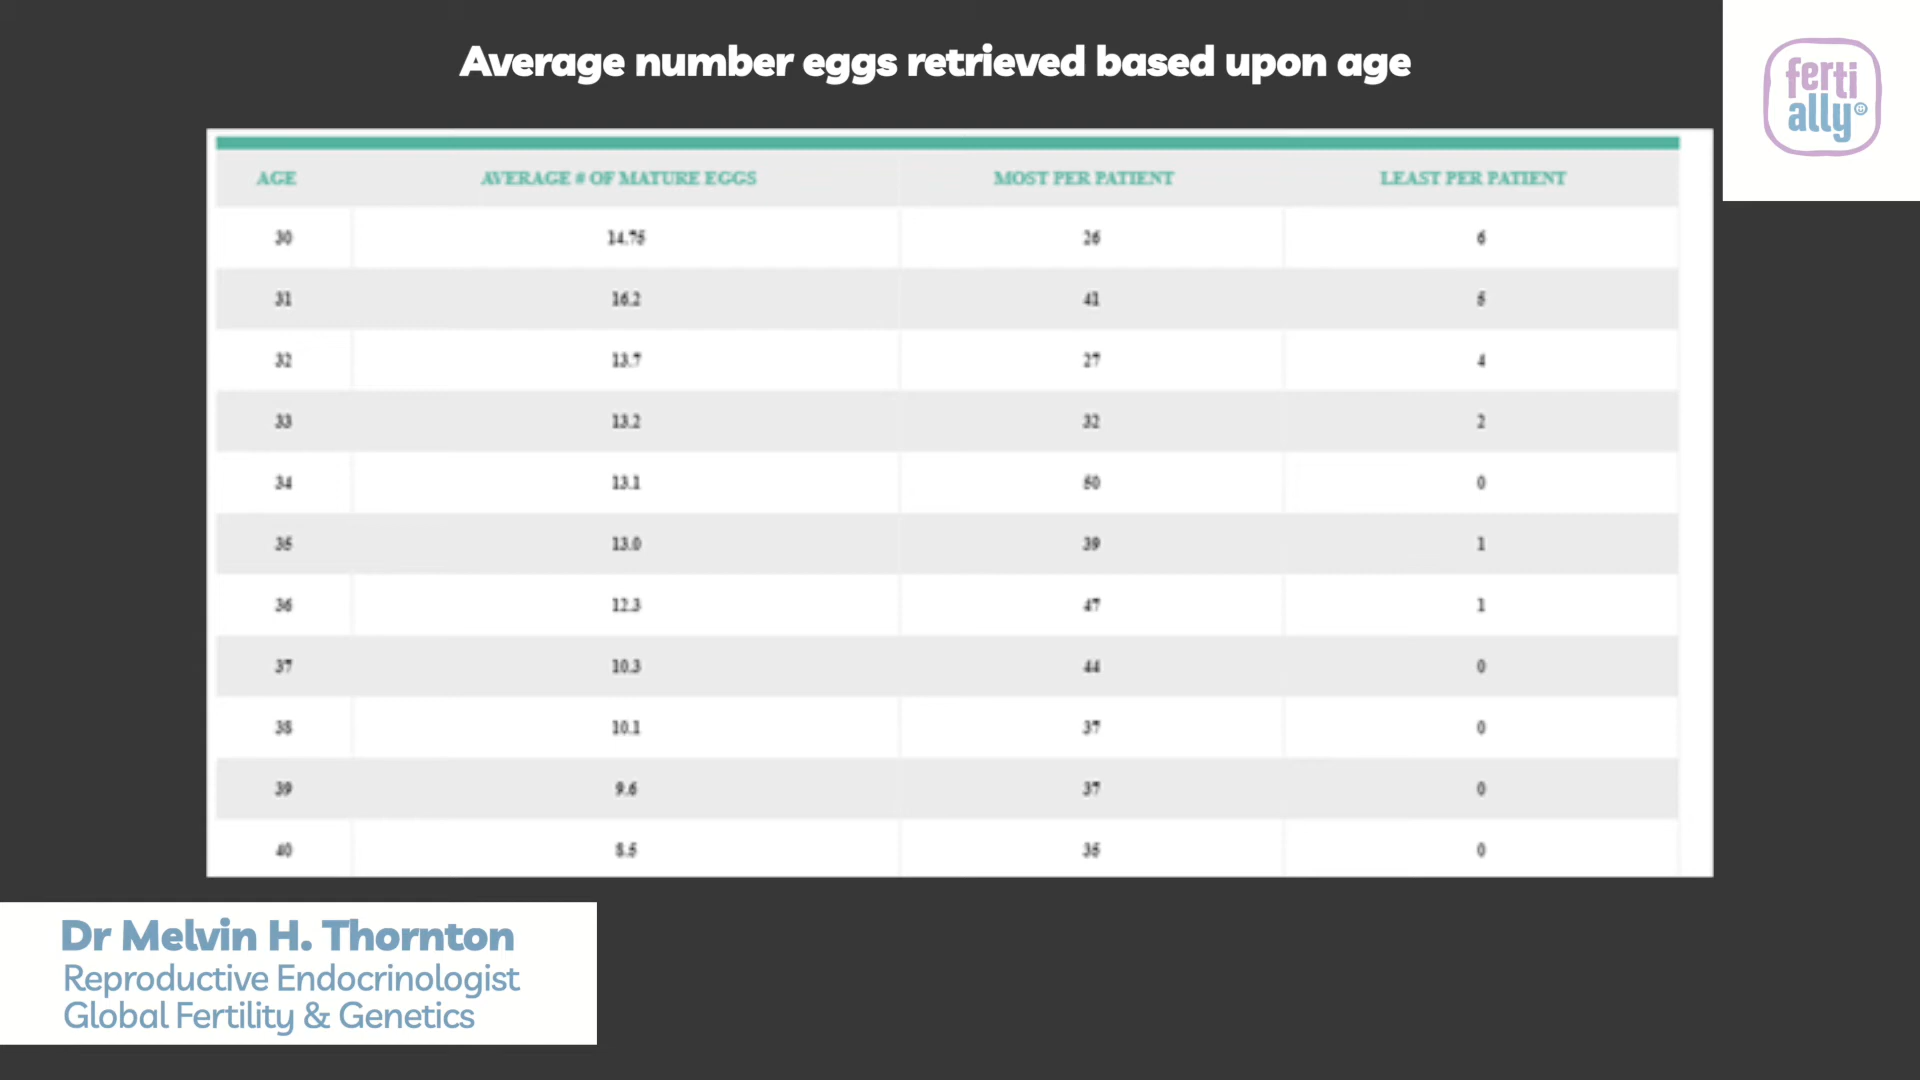 Average number eggs retrieved based upon age
ferti
ally
AGE AVERAGE # OF MATURE EGGS MOST PER PATIENT LEAST PER PATIENT
30 14.75 26 6
31 16.2 41 5
32 13.7 27 4
33 13.2 32 2
34 13.1 50 0
35 13.0 39 1
36 12.3 47 1
37 10.3 44 0
38 10.1 37 0
39 9.6 37 0
40 8.5 35 0
Dr Melvin H. Thornton
Reproductive Endocrinologist
Global Fertility & Genetics